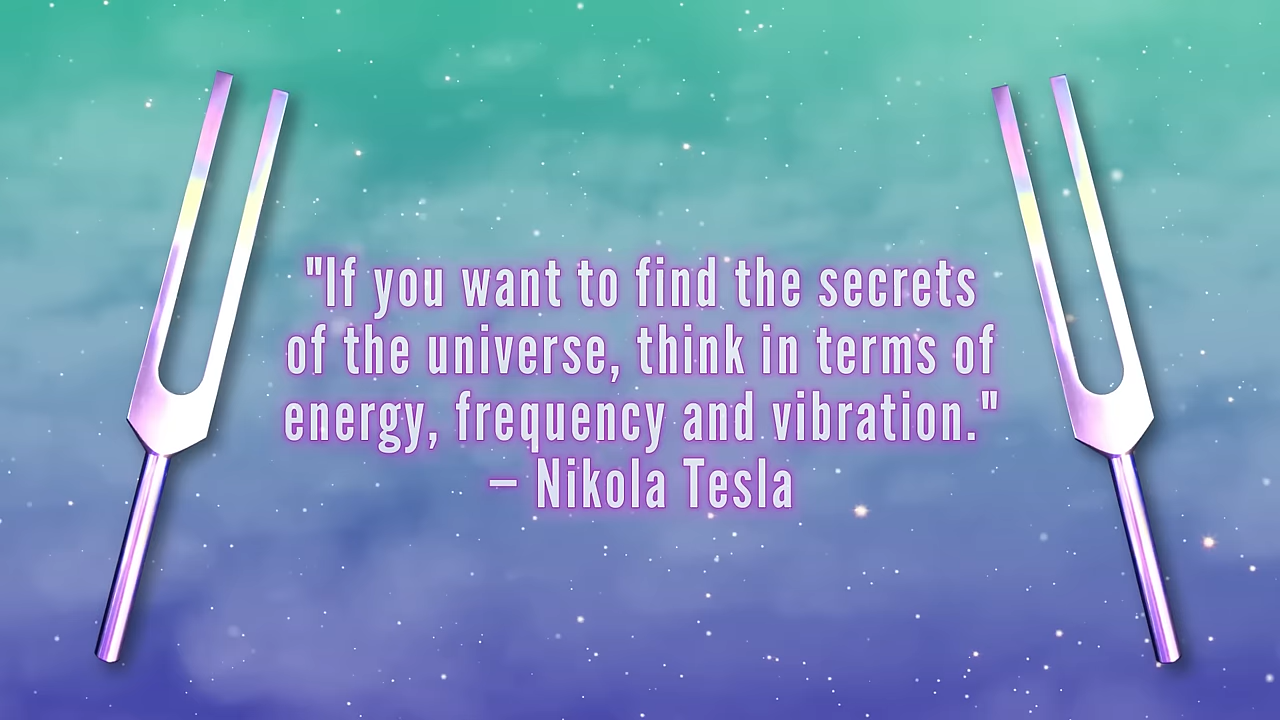 "If you want to find the secrets
of the universe, think in terms of
energy, frequency and vibration."
– Nikola Tesla